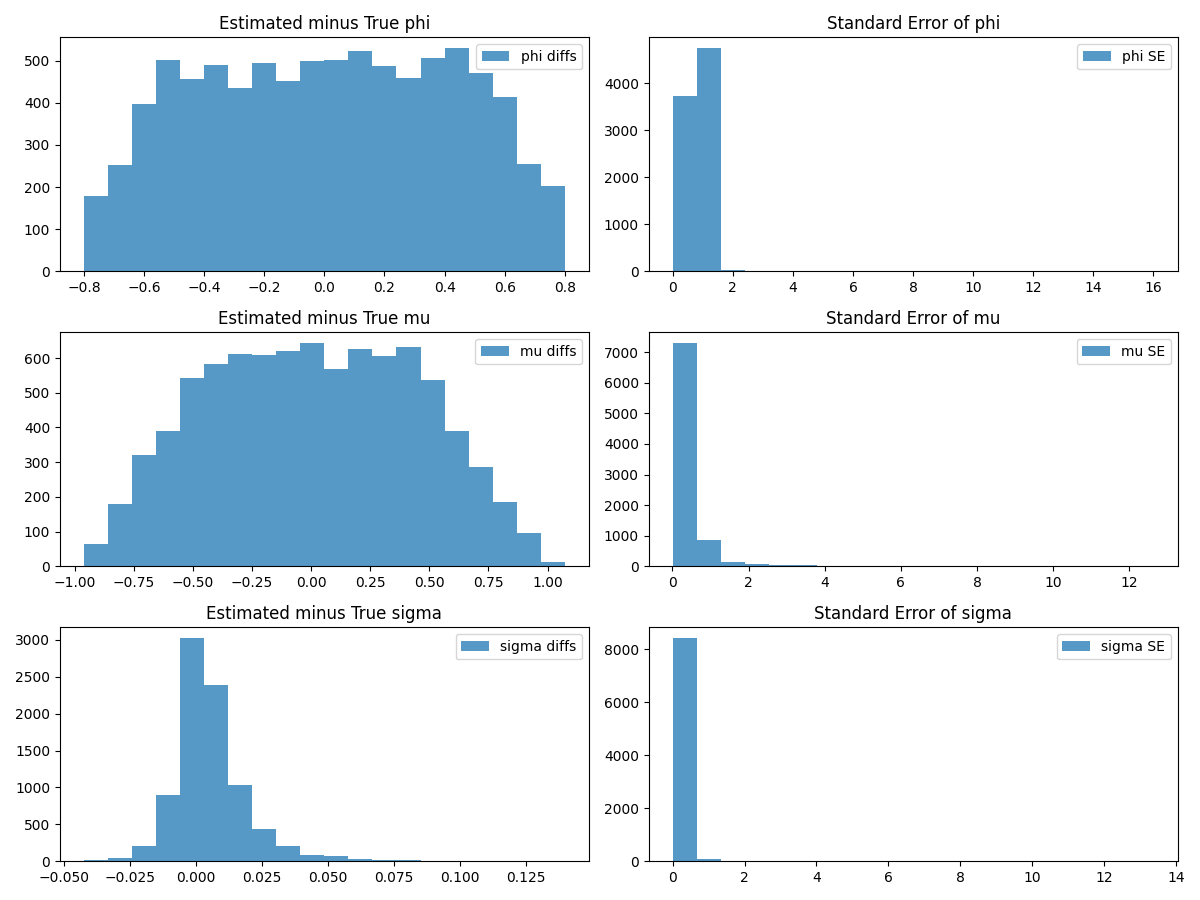 Estimated minus True phi
phi diffs
500
400
300
200
100
0
−0.8 −0.6 −0.4 −0.2 0.0 0.2 0.4 0.6 0.8
Standard Error of phi
phi SE
4000
3000
2000
1000
0
0 2 4 6 8 10 12 14 16
Estimated minus True mu
mu diffs
600
500
400
300
200
100
0
−1.00 −0.75 −0.50 −0.25 0.00 0.25 0.50 0.75 1.00
Standard Error of mu
mu SE
7000
6000
5000
4000
3000
2000
1000
0
0 2 4 6 8 10 12
Estimated minus True sigma
sigma diffs
3000
2500
2000
1500
1000
500
0
−0.050 −0.025 0.000 0.025 0.050 0.075 0.100 0.125
Standard Error of sigma
sigma SE
8000
6000
4000
2000
0
0 2 4 6 8 10 12 14